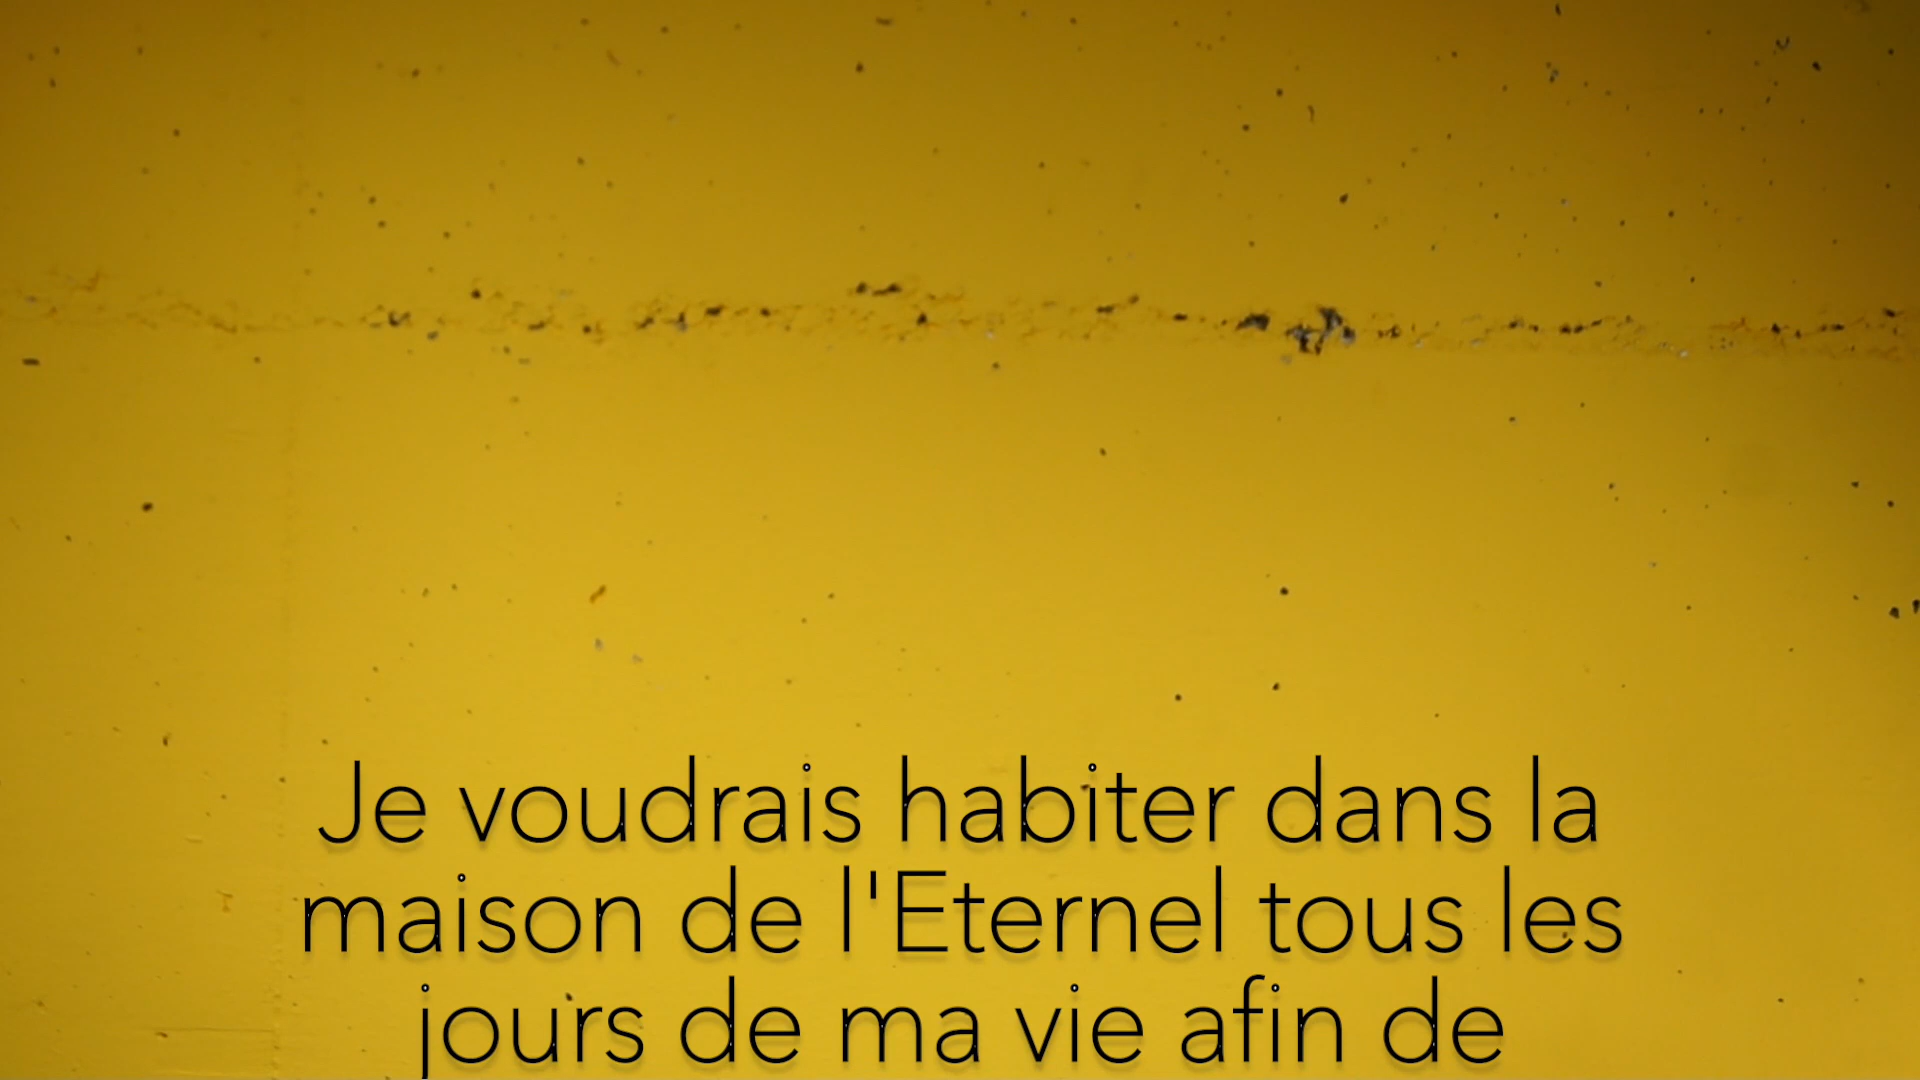 Je voudrais habiter dans la
maison de l'Eternel tous les
jours de ma vie afin de